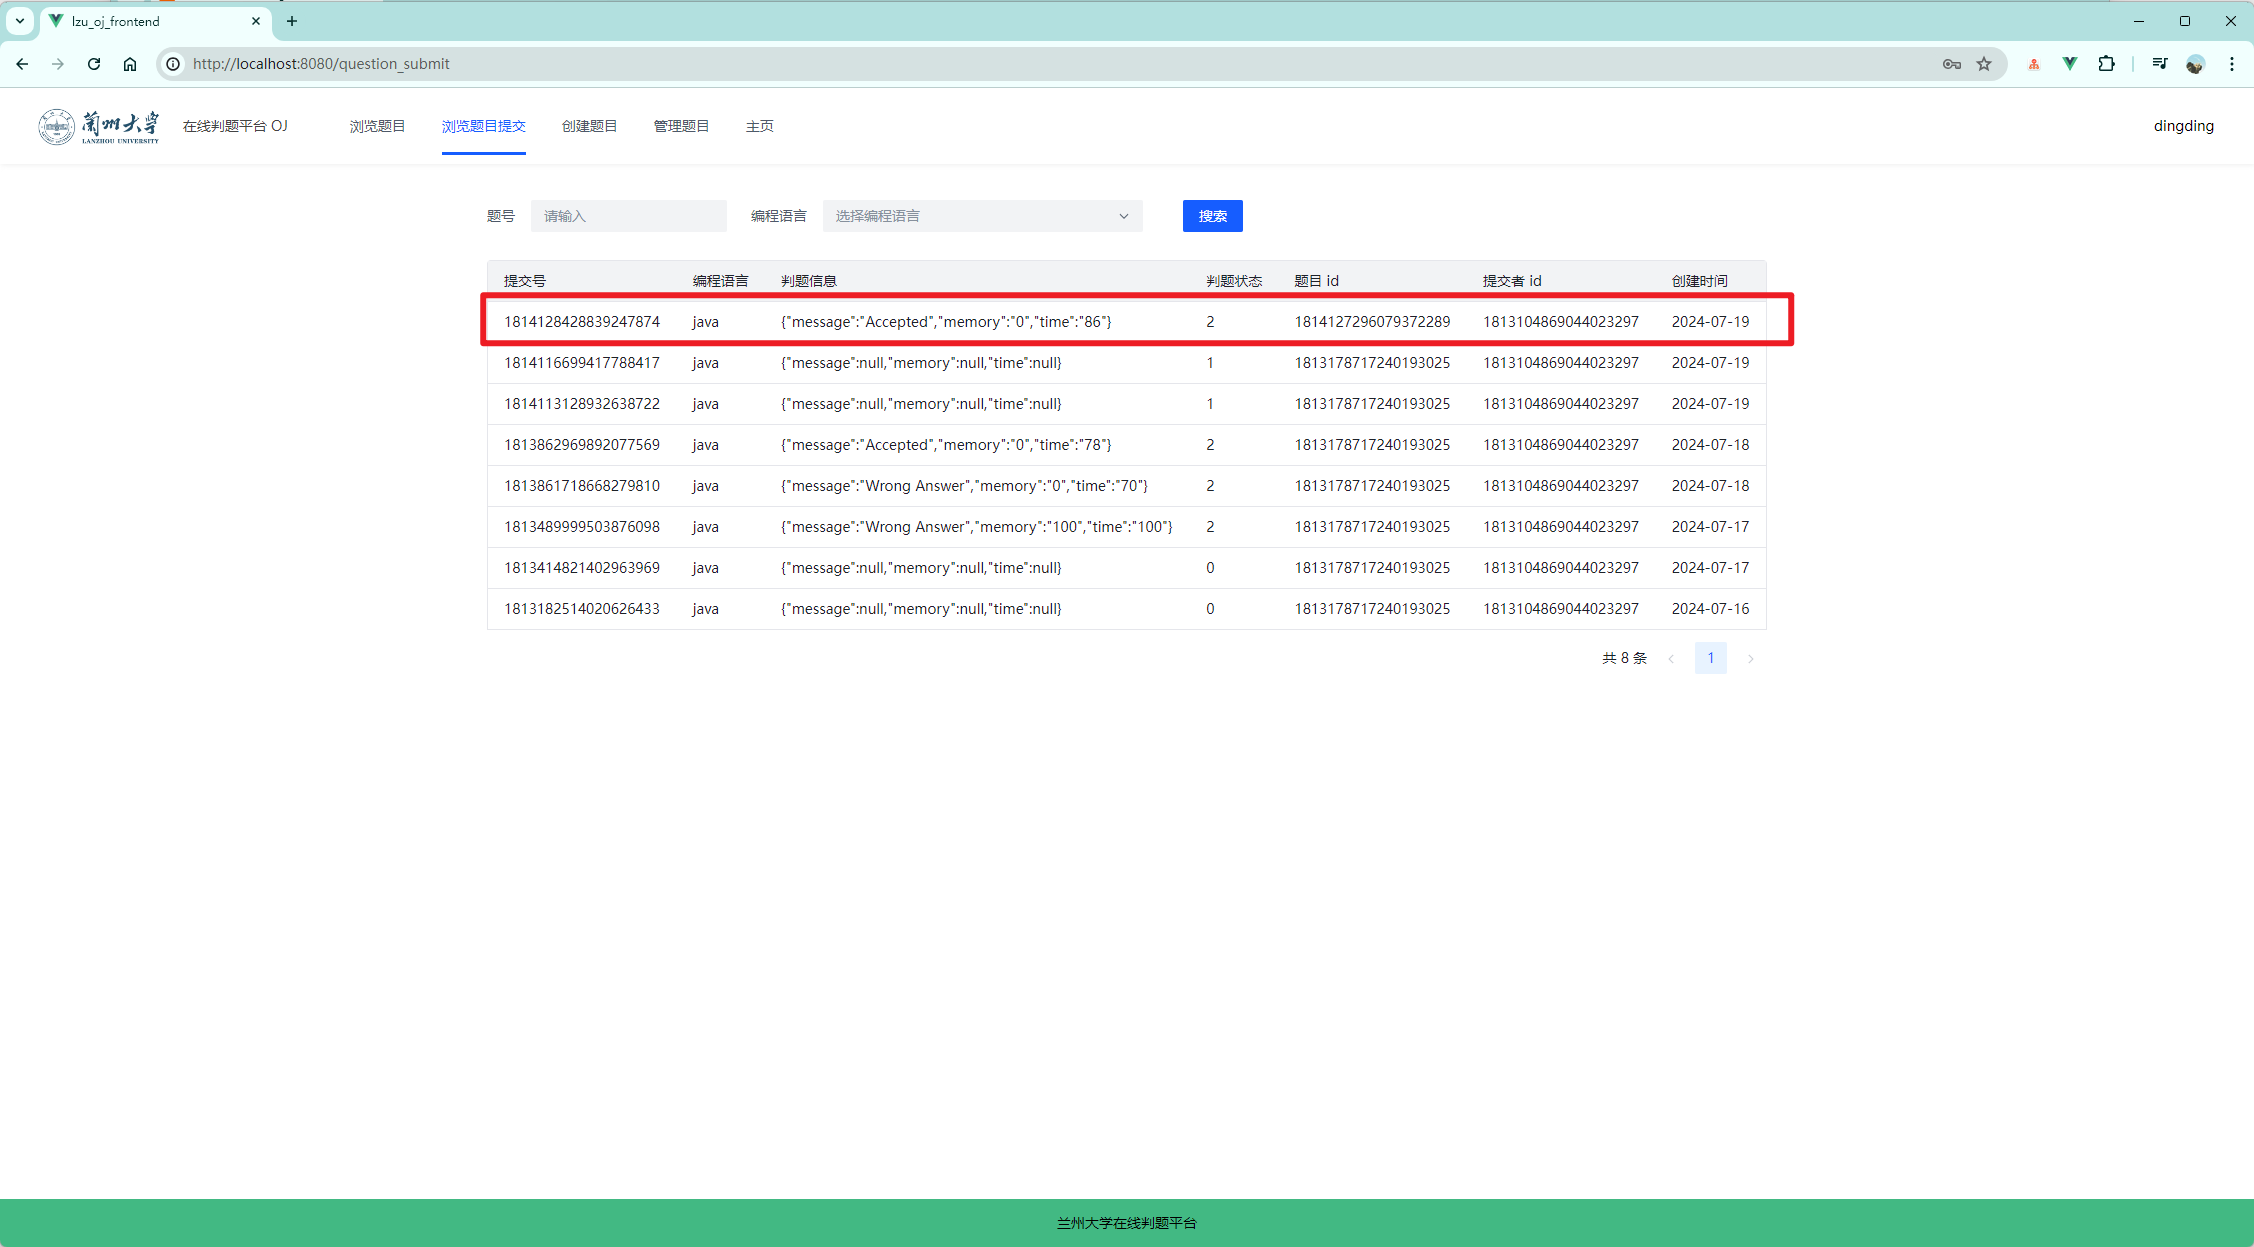 lzu_oj_frontend
http://localhost:8080/question_submit
兰州大学 LANZHOU UNIVERSITY 在线判题平台 OJ 浏览题目 浏览题目提交 创建题目 管理题目 主页 dingding
题号 请输入 编程语言 选择编程语言 搜索
提交号 编程语言 判题信息 判题状态 题目 id 提交者 id 创建时间
1814128428839247874 java {"message":"Accepted","memory":"0","time":"86"} 2 1814127296079372289 1813104869044023297 2024-07-19
1814116699417788417 java {"message":null,"memory":null,"time":null} 1 1813178717240193025 1813104869044023297 2024-07-19
1814113128932638722 java {"message":null,"memory":null,"time":null} 1 1813178717240193025 1813104869044023297 2024-07-19
1813862969892077569 java {"message":"Accepted","memory":"0","time":"78"} 2 1813178717240193025 1813104869044023297 2024-07-18
1813861718668279810 java {"message":"Wrong Answer","memory":"0","time":"70"} 2 1813178717240193025 1813104869044023297 2024-07-18
1813489999503876098 java {"message":"Wrong Answer","memory":"100","time":"100"} 2 1813178717240193025 1813104869044023297 2024-07-17
1813414821402963969 java {"message":null,"memory":null,"time":null} 0 1813178717240193025 1813104869044023297 2024-07-17
1813182514020626433 java {"message":null,"memory":null,"time":null} 0 1813178717240193025 1813104869044023297 2024-07-16
共 8 条 1
兰州大学在线判题平台